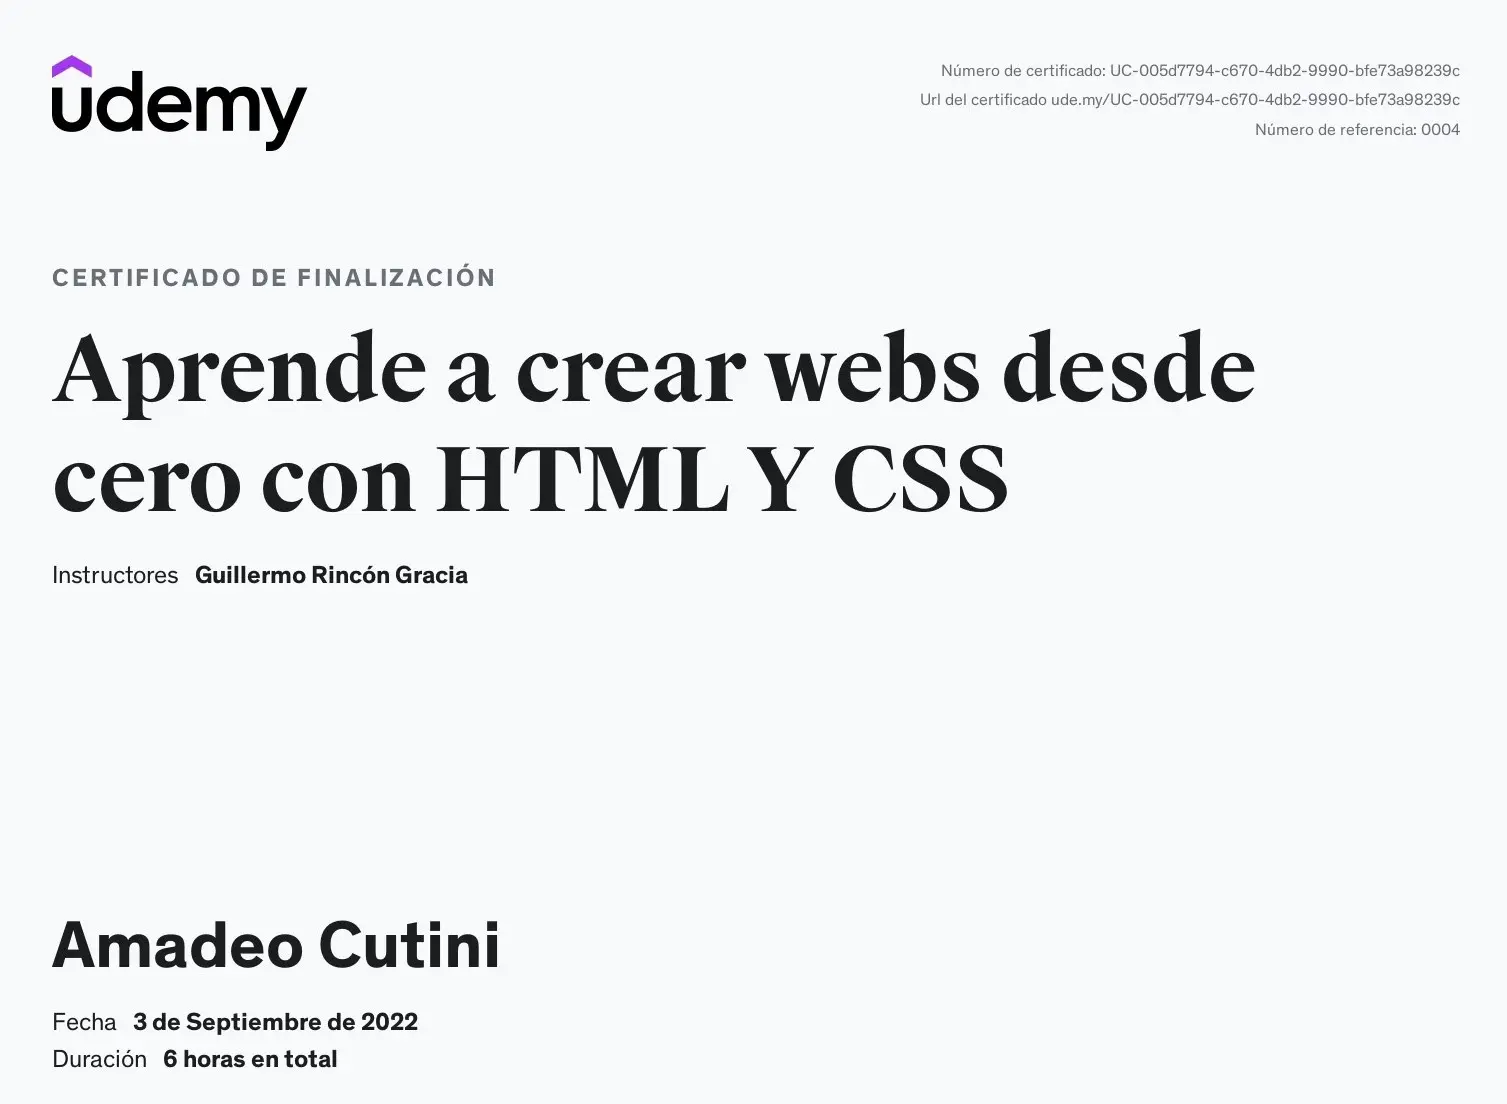 udemy
Número de certificado: UC-005d7794-c670-4db2-9990-bfe73a98239c
Url del certificado ude.my/UC-005d7794-c670-4db2-9990-bfe73a98239c
Número de referencia: 0004
CERTIFICADO DE FINALIZACIÓN
Aprende a crear webs desde
cero con HTML Y CSS
Instructores Guillermo Rincón Gracia
Amadeo Cutini
Fecha 3 de Septiembre de 2022
Duración 6 horas en total